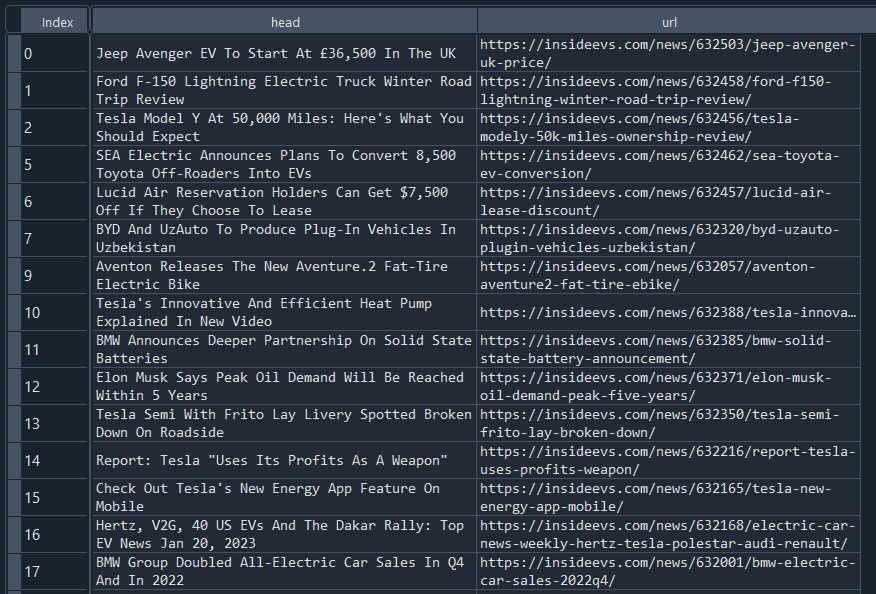 Index head url
0 Jeep Avenger EV To Start At £36,500 In The UK https://insideevs.com/news/632503/jeep-avenger-
uk-price/
1 Ford F-150 Lightning Electric Truck Winter Road https://insideevs.com/news/632458/ford-f150-
Trip Review lightning-winter-road-trip-review/
2 Tesla Model Y At 50,000 Miles: Here's What You https://insideevs.com/news/632456/tesla-
Should Expect modely-50k-miles-ownership-review/
5 SEA Electric Announces Plans To Convert 8,500 https://insideevs.com/news/632462/sea-toyota-
Toyota Off-Roaders Into EVs ev-conversion/
6 Lucid Air Reservation Holders Can Get $7,500 https://insideevs.com/news/632457/lucid-air-
Off If They Choose To Lease lease-discount/
7 BYD And UzAuto To Produce Plug-In Vehicles In https://insideevs.com/news/632320/byd-uzauto-
Uzbekistan plugin-vehicles-uzbekistan/
9 Aventon Releases The New Aventure.2 Fat-Tire https://insideevs.com/news/632057/aventon-
Electric Bike aventure2-fat-tire-ebike/
10 Tesla's Innovative And Efficient Heat Pump https://insideevs.com/news/632388/tesla-innova…
Explained In New Video
11 BMW Announces Deeper Partnership On Solid State https://insideevs.com/news/632385/bmw-solid-
Batteries state-battery-announcement/
12 Elon Musk Says Peak Oil Demand Will Be Reached https://insideevs.com/news/632371/elon-musk-
Within 5 Years oil-demand-peak-five-years/
13 Tesla Semi With Frito Lay Livery Spotted Broken https://insideevs.com/news/632350/tesla-semi-
Down On Roadside frito-lay-broken-down/
14 Report: Tesla "Uses Its Profits As A Weapon" https://insideevs.com/news/632216/report-tesla-
uses-profits-weapon/
15 Check Out Tesla's New Energy App Feature On https://insideevs.com/news/632165/tesla-new-
Mobile energy-app-mobile/
16 Hertz, V2G, 40 US EVs And The Dakar Rally: Top https://insideevs.com/news/632168/electric-car-
EV News Jan 20, 2023 news-weekly-hertz-tesla-polestar-audi-renault/
17 BMW Group Doubled All-Electric Car Sales In Q4 https://insideevs.com/news/632001/bmw-electric-
And In 2022 car-sales-2022q4/